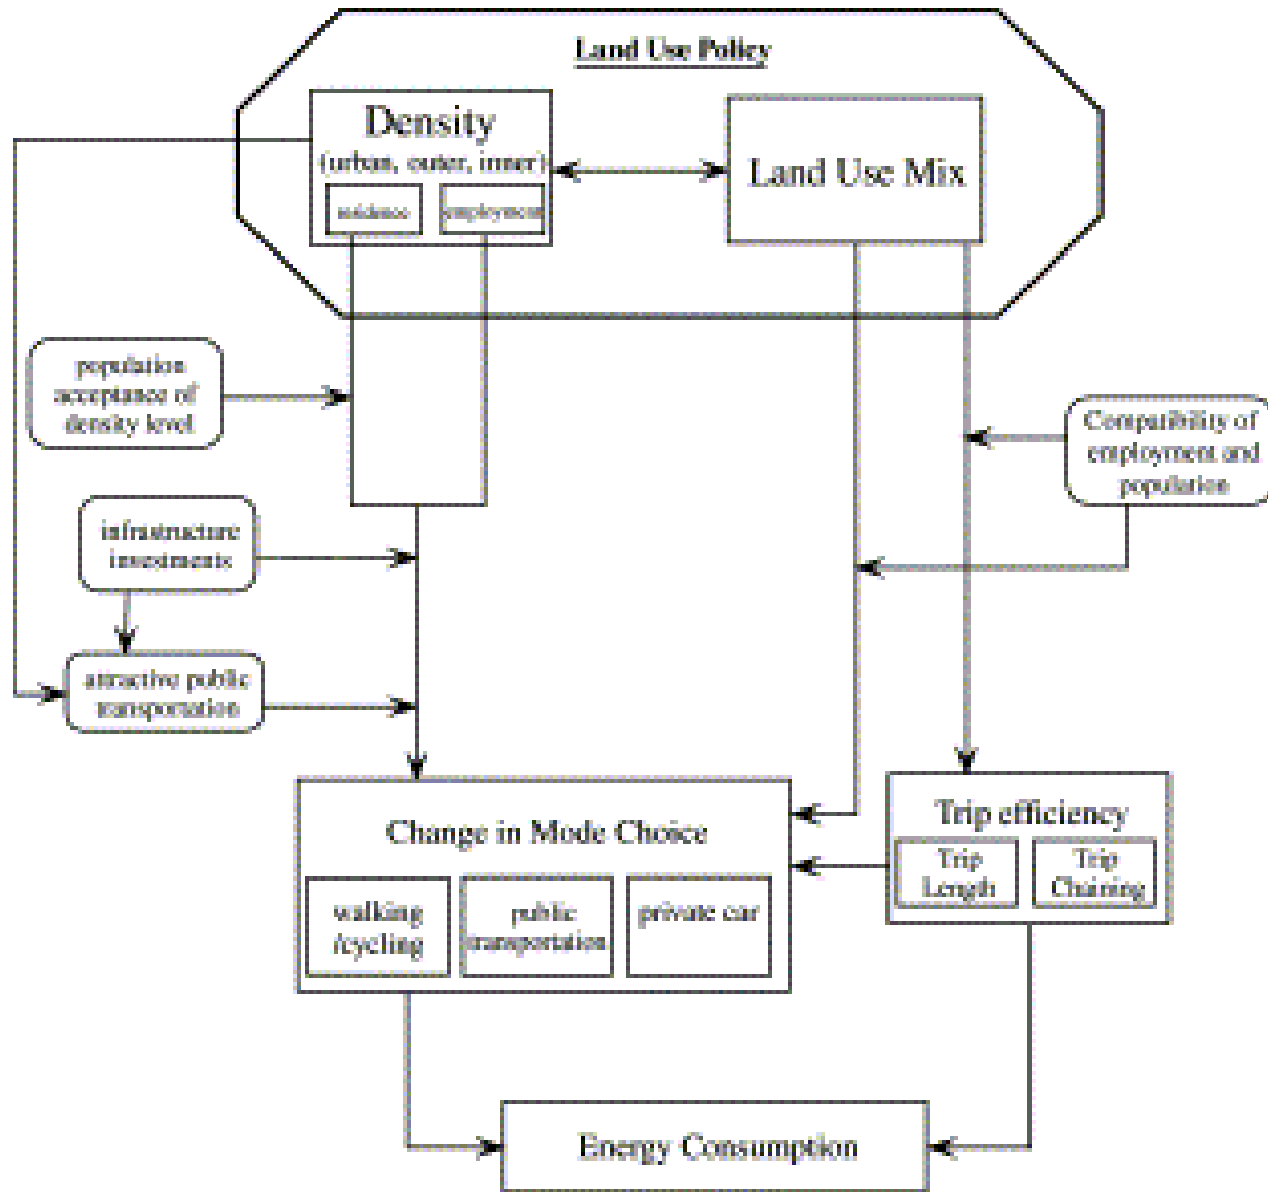 Land Use Policy
Density
(urban, outer, inner)
residence
employment
Land Use Mix
population
acceptance of
density level
Compatibility of
employment and
population
infrastructure
investments
attractive public
transportation
Change in Mode Choice
walking
/cycling
public
transportation
private car
Trip efficiency
Trip
Length
Trip
Chaining
Energy Consumption